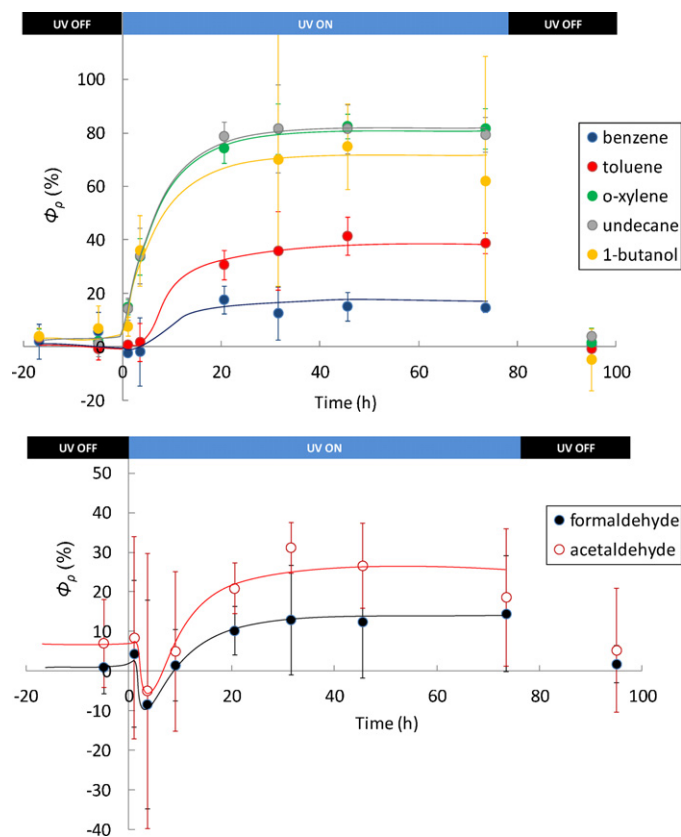 UV OFF UV ON UV OFF
100
80
60
40
20
0
-20
Φρ (%)
-20 0 20 40 60 80 100
Time (h)
benzene
toluene
o-xylene
undecane
1-butanol
UV OFF UV ON UV OFF
50
40
30
20
10
0
-10
-20
-30
-40
Φρ (%)
-20 0 20 40 60 80 100
Time (h)
formaldehyde
acetaldehyde